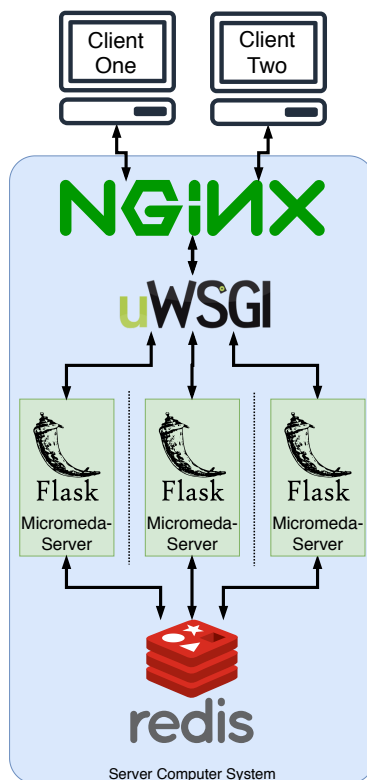 Client
One
Client
Two
NGiNX
uWSGI
Flask
Micromeda-
Server
Flask
Micromeda-
Server
Flask
Micromeda-
Server
redis
Server Computer System